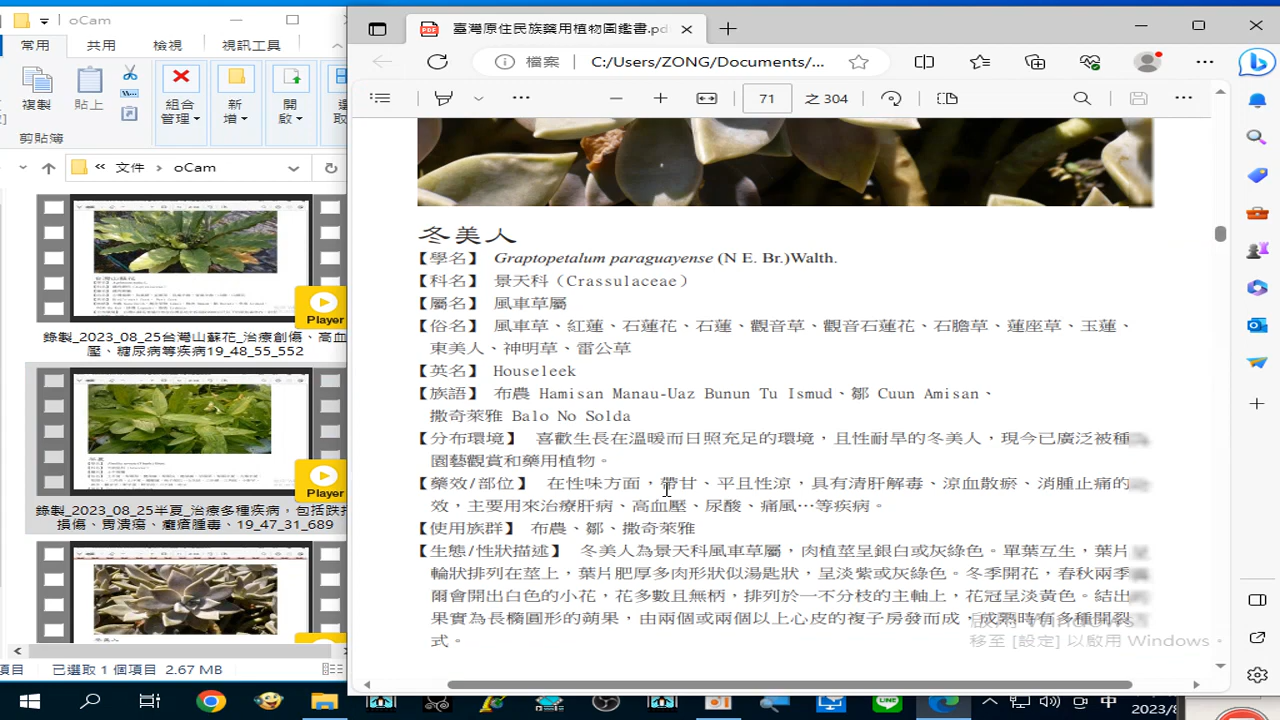 oCam
常用 共用 檢視 視訊工具
複製 貼上 組合管理 新增 開啟
剪貼簿
文件 oCam
Player
錄製_2023_08_25台灣山蘇花_治療創傷、高血
壓、糖尿病等疾病19_48_55_552
Player
錄製_2023_08_25半夏_治療多種疾病，包括跌打
損傷、胃潰瘍、癰瘡腫毒、19_47_31_689
項目 已選取 1 個項目 2.67 MB
臺灣原住民族藥用植物圖鑑書.pd
檔案 C:/Users/ZONG/Documents/...
71 之 304
冬美人
【學名】 Graptopetalum paraguayense (N E. Br.)Walth.
【科名】 景天科（Crassulaceae）
【屬名】 風車草屬
【俗名】 風車草、紅蓮、石蓮花、石蓮、觀音草、觀音石蓮花、石膽草、蓮座草、玉蓮、
東美人、神明草、雷公草
【英名】 Houseleek
【族語】 布農 Hamisan Manau-Uaz Bunun Tu Ismud、鄒 Cuun Amisan、
撒奇萊雅 Balo No Solda
【分布環境】 喜歡生長在溫暖而日照充足的環境，且性耐旱的冬美人，現今已廣泛被種
園藝觀賞和藥用植物。
【藥效/部位】 在性味方面，帶甘、平且性涼，具有清肝解毒、涼血散瘀、消腫止痛的
效，主要用來治療肝病、高血壓、尿酸、痛風…等疾病。
【使用族群】 布農、鄒、撒奇萊雅
【生態/性狀描述】 冬美人為景天科風車草屬，肉植莖呈銀白或灰綠色。單葉互生，葉片
輪狀排列在莖上，葉片肥厚多肉形狀似湯匙狀，呈淡紫或灰綠色。冬季開花，春秋兩季
爾會開出白色的小花，花多數且無柄，排列於一不分枝的主軸上，花冠呈淡黃色。結出
果實為長橢圓形的蒴果，由兩個或兩個以上心皮的複子房發而成，成熟時有多種開裂
式。
啟用 Windows
移至 [設定] 以啟用 Windows。
中
2023/8